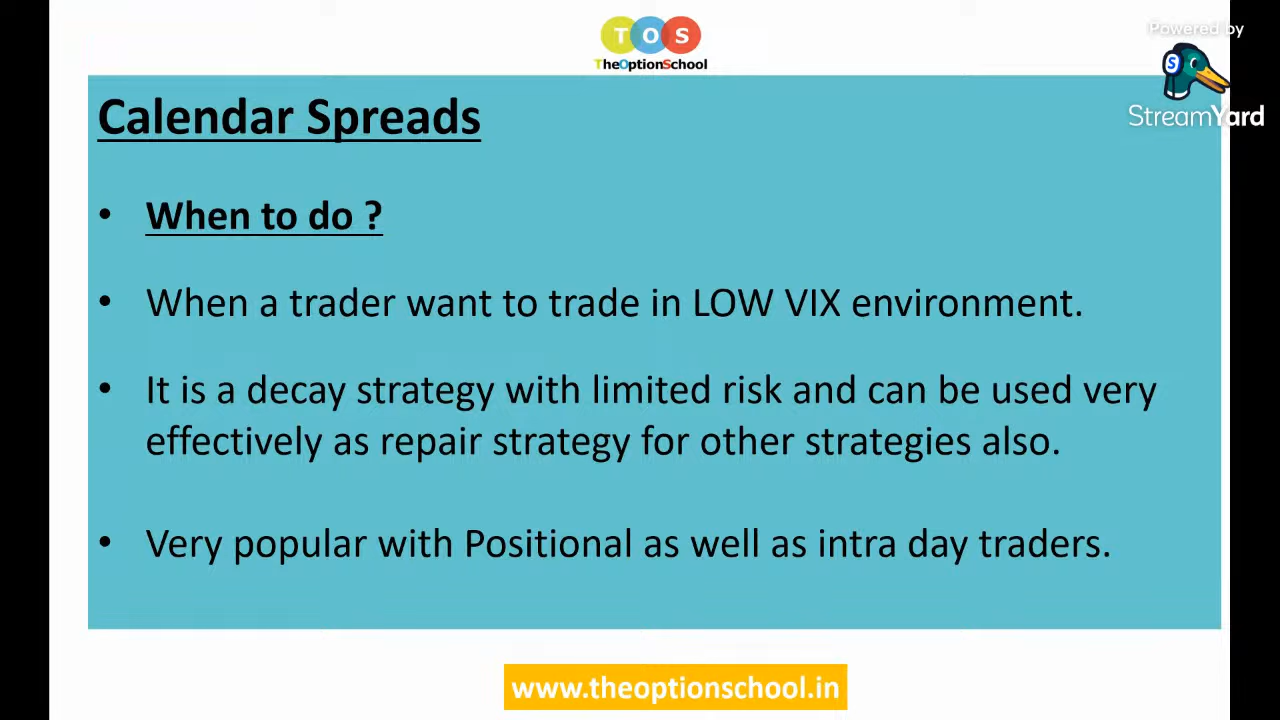 T O S
TheOptionSchool
Powered by
S
StreamYard
Calendar Spreads
• When to do ?
• When a trader want to trade in LOW VIX environment.
• It is a decay strategy with limited risk and can be used very
effectively as repair strategy for other strategies also.
• Very popular with Positional as well as intra day traders.
www.theoptionschool.in